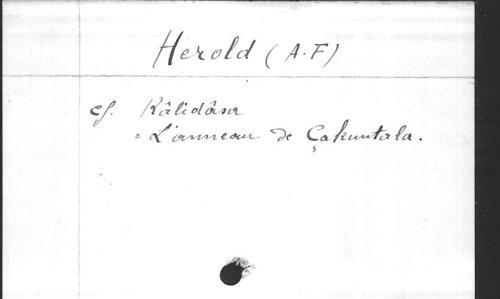 Herold (A.F)
cf. Kâlidâsa
= L'anneau de Çakuntala.